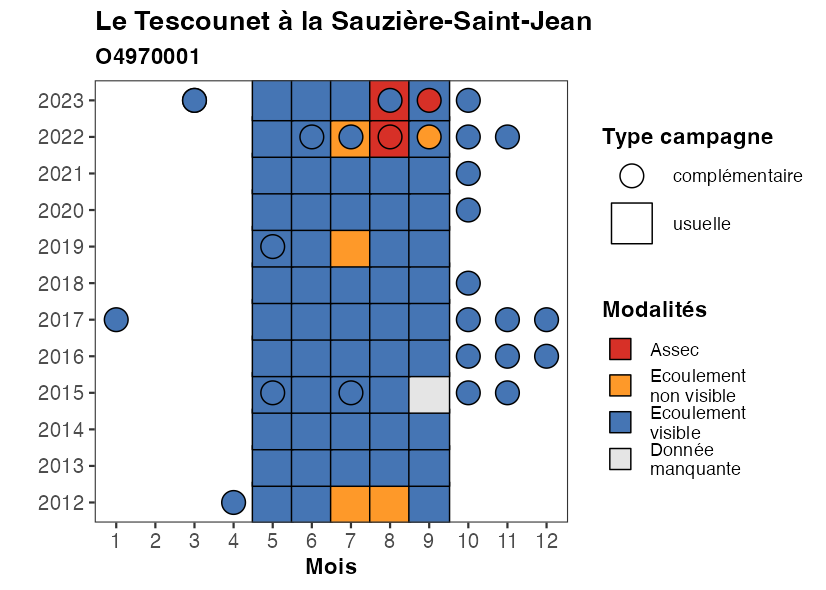 Le Tescounet à la Sauzière-Saint-Jean
O4970001
2023
2022
2021
2020
2019
2018
2017
2016
2015
2014
2013
2012
1 2 3 4 5 6 7 8 9 10 11 12
Mois
Type campagne
complémentaire
usuelle
Modalités
Assec
Ecoulement
non visible
Ecoulement
visible
Donnée
manquante